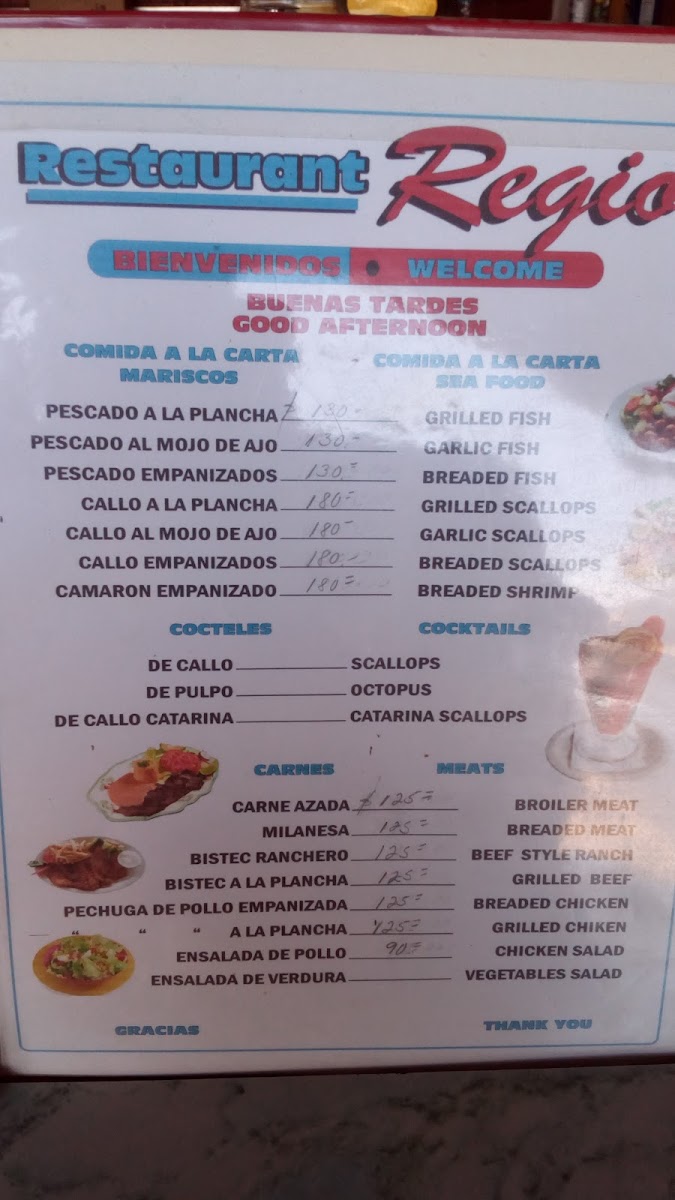 Restaurant Regio
BIENVENIDOS • WELCOME
BUENAS TARDES
GOOD AFTERNOON
COMIDA A LA CARTA COMIDA A LA CARTA
MARISCOS SEA FOOD
PESCADO A LA PLANCHA $ 130.- GRILLED FISH
PESCADO AL MOJO DE AJO 130.- GARLIC FISH
PESCADO EMPANIZADOS 130.= BREADED FISH
CALLO A LA PLANCHA 180= GRILLED SCALLOPS
CALLO AL MOJO DE AJO 180- GARLIC SCALLOPS
CALLO EMPANIZADOS 180.- BREADED SCALLOPS
CAMARON EMPANIZADO 180= BREADED SHRIMP
COCTELES COCKTAILS
DE CALLO SCALLOPS
DE PULPO OCTOPUS
DE CALLO CATARINA CATARINA SCALLOPS
CARNES MEATS
CARNE AZADA $ 125= BROILER MEAT
MILANESA 125= BREADED MEAT
BISTEC RANCHERO 125= BEEF STYLE RANCH
BISTEC A LA PLANCHA 125= GRILLED BEEF
PECHUGA DE POLLO EMPANIZADA 125= BREADED CHICKEN
“ “ “ A LA PLANCHA 125= GRILLED CHIKEN
ENSALADA DE POLLO 90.= CHICKEN SALAD
ENSALADA DE VERDURA VEGETABLES SALAD
GRACIAS THANK YOU